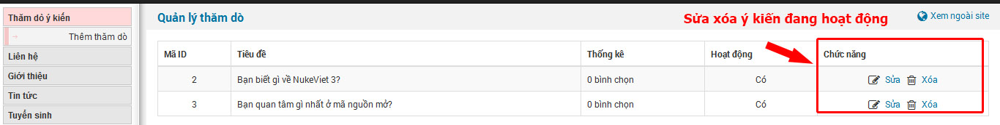 Thăm dò ý kiến
Thêm thăm dò
Liên hệ
Giới thiệu
Tin tức
Tuyển sinh
Quản lý thăm dò
Sửa xóa ý kiến đang hoạt động
Xem ngoài site
Mã ID Tiêu đề Thống kê Hoạt động Chức năng
2 Bạn biết gì về NukeViet 3? 0 bình chọn Có Sửa Xóa
3 Bạn quan tâm gì nhất ở mã nguồn mở? 0 bình chọn Có Sửa Xóa